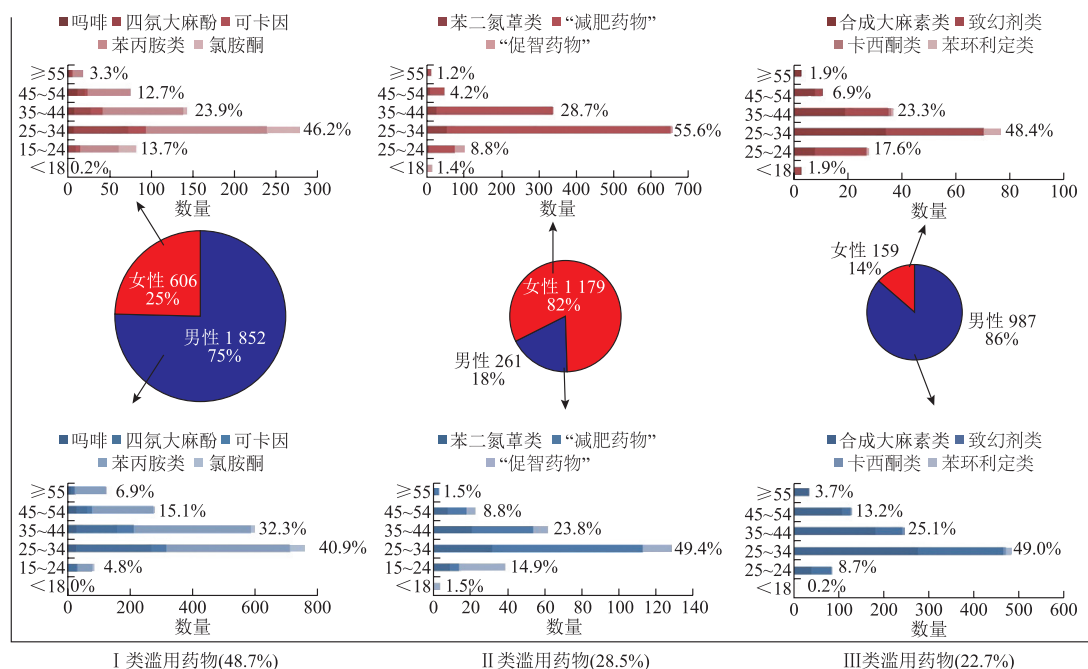 ■吗啡 ■四氛大麻酚 ■可卡因
■苯丙胺类 ■氯胺酮
≥55 3.3%
45~54 12.7%
35~44 23.9%
25~34 46.2%
15~24 13.7%
<18 0.2%
0 50 100 150 200 250 300
数量
■苯二氮䓬类 ■“减肥药物”
■“促智药物”
≥55 1.2%
45~54 4.2%
35~44 28.7%
25~34 55.6%
25~24 8.8%
<18 1.4%
0 100 200 300 400 500 600 700
数量
■合成大麻素类 ■致幻剂类
■卡西酮类 ■苯环利定类
≥55 1.9%
45~54 6.9%
35~44 23.3%
25~34 48.4%
25~24 17.6%
<18 1.9%
0 20 40 60 80 100
数量
女性 606
25%
男性 1 852
75%
女性 1 179
82%
男性 261
18%
女性 159
14%
男性 987
86%
■吗啡 ■四氛大麻酚 ■可卡因
■苯丙胺类 ■氯胺酮
≥55 6.9%
45~54 15.1%
35~44 32.3%
25~34 40.9%
15~24 4.8%
<18 0%
0 200 400 600 800
数量
■苯二氮䓬类 ■“减肥药物”
■“促智药物”
≥55 1.5%
45~54 8.8%
35~44 23.8%
25~34 49.4%
15~24 14.9%
<18 1.5%
0 20 40 60 80 100 120 140
数量
■合成大麻素类 ■致幻剂类
■卡西酮类 ■苯环利定类
≥55 3.7%
45~54 13.2%
35~44 25.1%
25~34 49.0%
25~24 8.7%
<18 0.2%
0 100 200 300 400 500 600
数量
Ⅰ类滥用药物(48.7%)
Ⅱ类滥用药物(28.5%)
Ⅲ类滥用药物(22.7%)